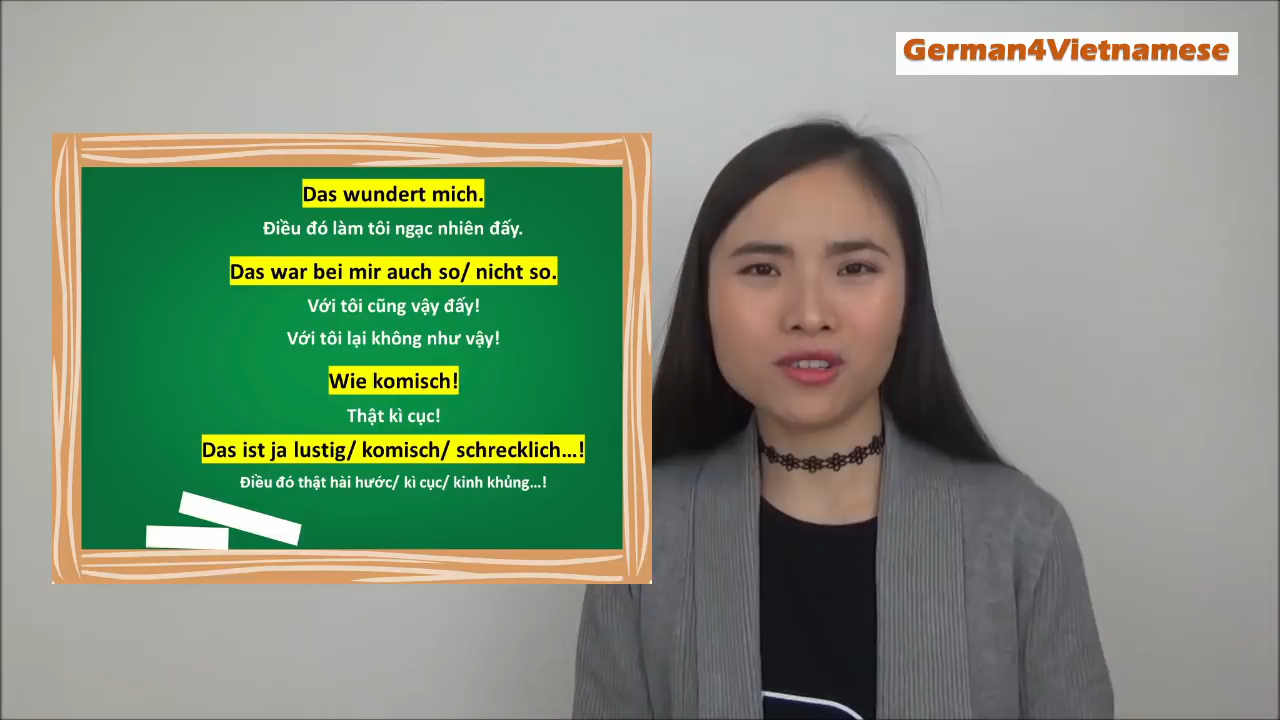 German4Vietnamese
Das wundert mich.
Điều đó làm tôi ngạc nhiên đấy.
Das war bei mir auch so/ nicht so.
Với tôi cũng vậy đấy!
Với tôi lại không như vậy!
Wie komisch!
Thật kì cục!
Das ist ja lustig/ komisch/ schrecklich...!
Điều đó thật hài hước/ kì cục/ kinh khủng...!